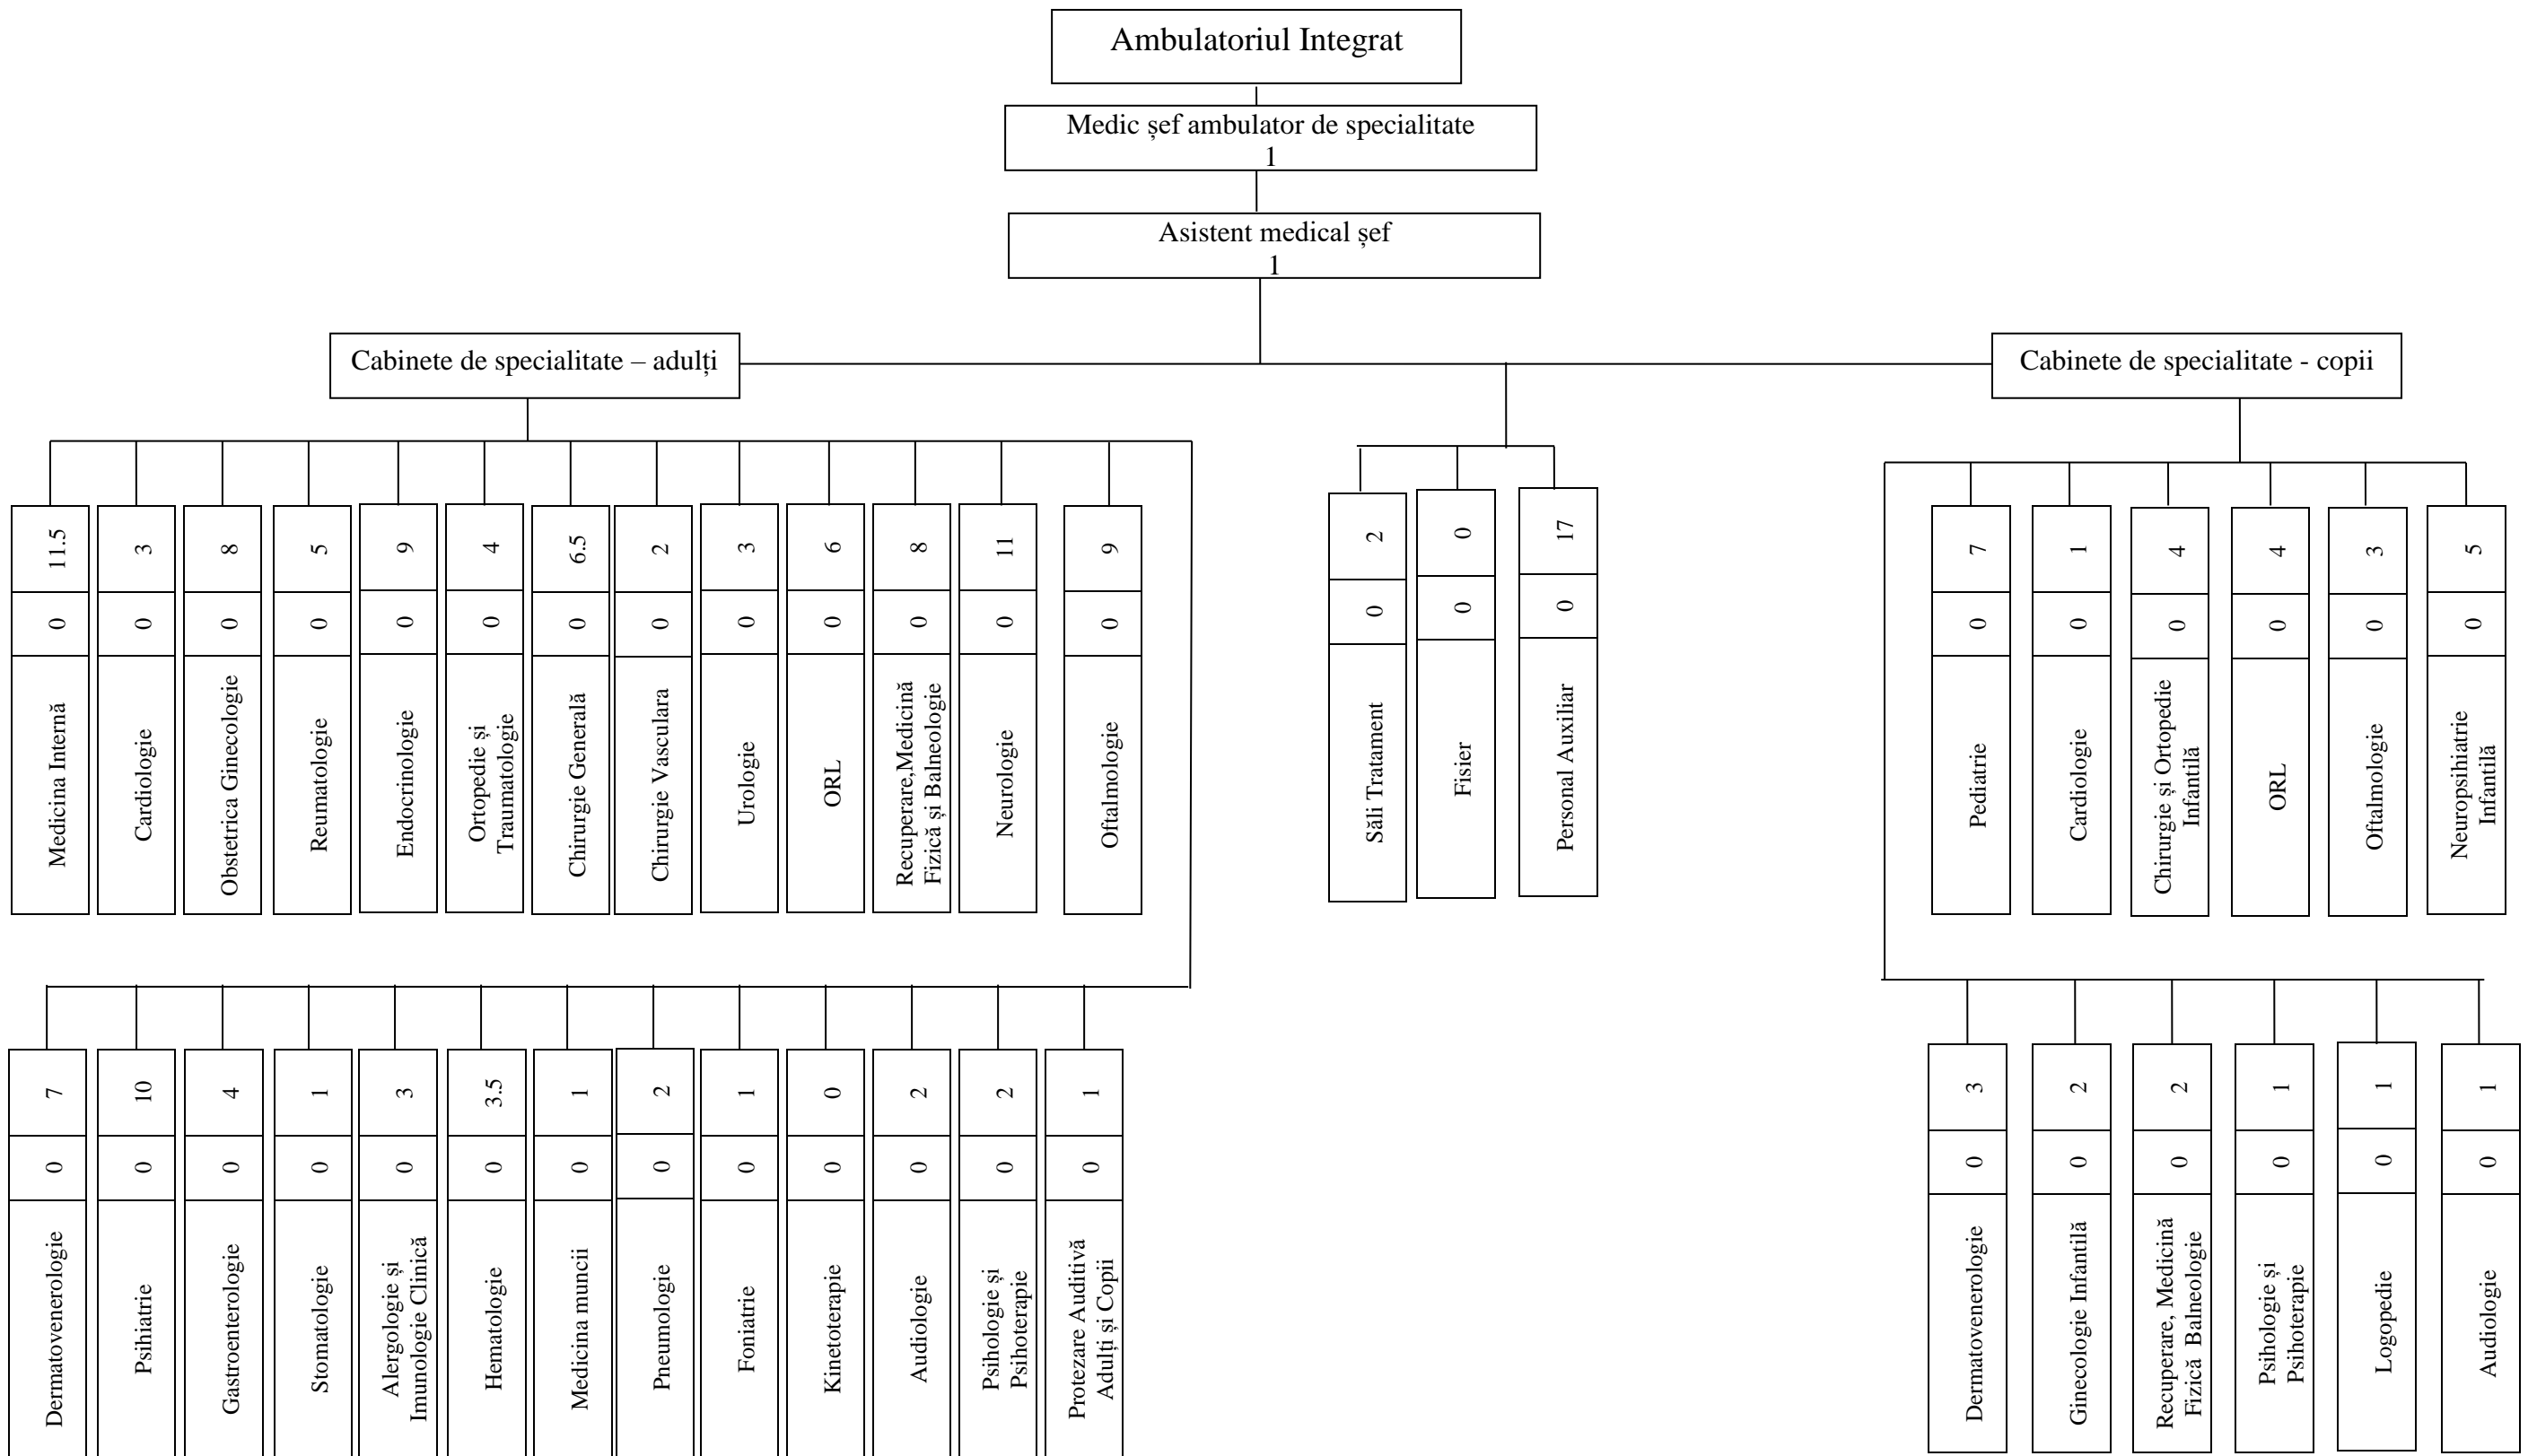 Ambulatoriul Integrat
Medic șef ambulator de specialitate
1
Asistent medical șef
1
Cabinete de specialitate – adulți
Cabinete de specialitate - copii
11.5
0
Medicina Internă
3
0
Cardiologie
8
0
Obstetrica Ginecologie
5
0
Reumatologie
9
0
Endocrinologie
4
0
Ortopedie și
Traumatologie
6.5
0
Chirurgie Generală
2
0
Chirurgie Vasculara
3
0
Urologie
6
0
ORL
8
0
Recuperare,Medicină
Fizică și Balneologie
11
0
Neurologie
9
0
Oftalmologie
2
0
Săli Tratament
0
0
Fisier
17
0
Personal Auxiliar
7
0
Pediatrie
1
0
Cardiologie
4
0
Chirurgie și Ortopedie
Infantilă
4
0
ORL
3
0
Oftalmologie
5
0
Neuropsihiatrie
Infantilă
7
0
Dermatovenerologie
10
0
Psihiatrie
4
0
Gastroenterologie
1
0
Stomatologie
3
0
Alergologie și
Imunologie Clinică
3.5
0
Hematologie
1
0
Medicina muncii
2
0
Pneumologie
1
0
Foniatrie
0
0
Kinetoterapie
2
0
Audiologie
2
0
Psihologie și
Psihoterapie
1
0
Protezare Auditivă
Adulți și Copii
3
0
Dermatovenerologie
2
0
Ginecologie Infantilă
2
0
Recuperare, Medicină
Fizică Balneologie
1
0
Psihologie și
Psihoterapie
1
0
Logopedie
1
0
Audiologie